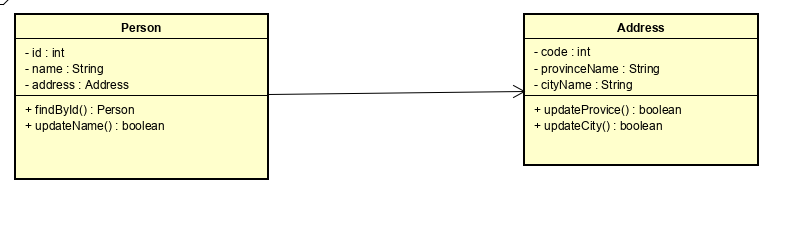 Person
- id : int
- name : String
- address : Address
+ findById() : Person
+ updateName() : boolean
Address
- code : int
- provinceName : String
- cityName : String
+ updateProvice() : boolean
+ updateCity() : boolean